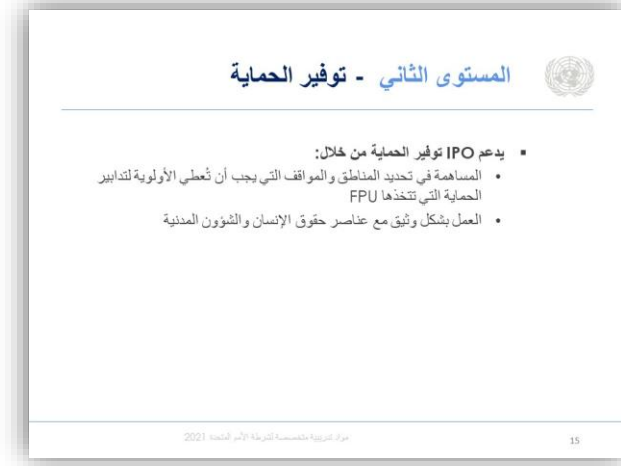 المستوى الثاني - توفير الحماية
▪ يدعم IPO توفير الحماية من خلال:
• المساهمة في تحديد المناطق والمواقف التي يجب أن تُعطي الأولوية لتدابير
الحماية التي تتخذها FPU
• العمل بشكل وثيق مع عناصر حقوق الإنسان والشؤون المدنية
مواد تدريبية متخصصة لشرطة الأمم المتحدة 2021
15